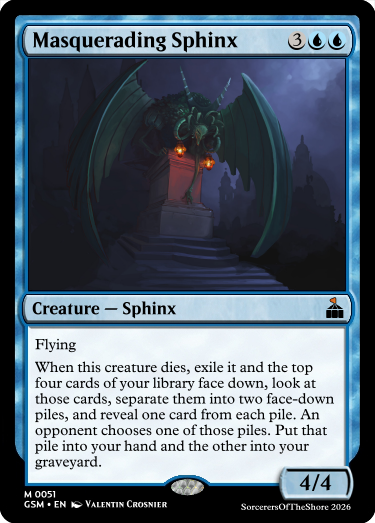 Masquerading Sphinx 3
Creature — Sphinx
Flying
When this creature dies, exile it and the top
four cards of your library face down, look at
those cards, separate them into two face-down
piles, and reveal one card from each pile. An
opponent chooses one of those piles. Put that
pile into your hand and the other into your
graveyard.
4/4
M 0051
GSM • EN Valentin Crosnier
SorcerersOfTheShore 2026